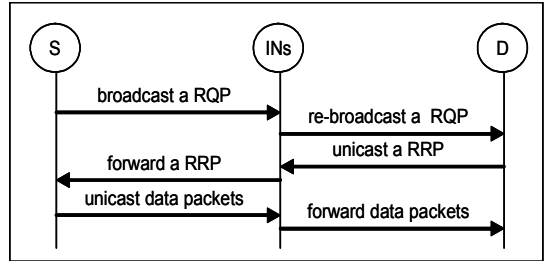 S
INs
D
broadcast a RQP
re-broadcast a RQP
unicast a RRP
forward a RRP
unicast data packets
forward data packets